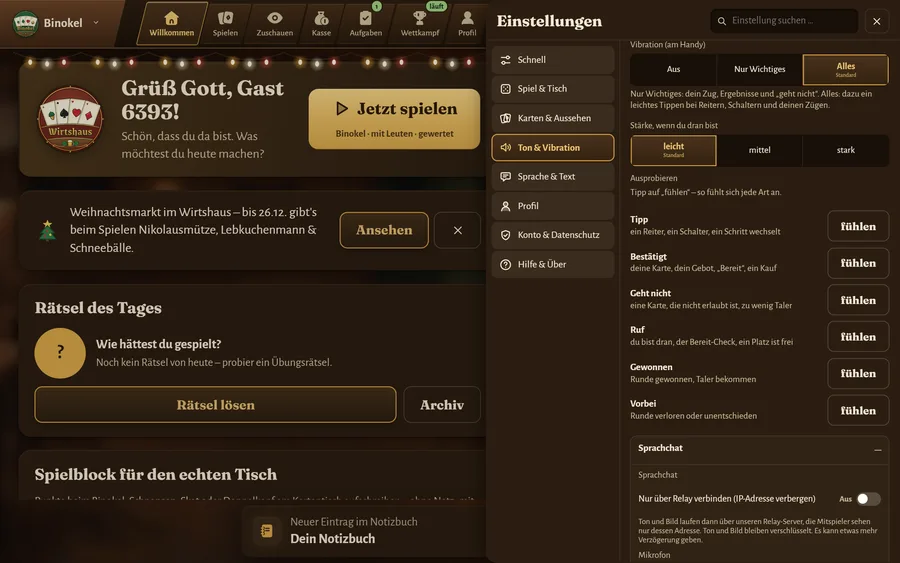 Binokel
Willkommen
Spielen
Zuschauen
Kasse
1
Aufgaben
läuft
Wettkampf
Profil
Grüß Gott, Gast
6393!
Schön, dass du da bist. Was
möchtest du heute machen?
Wirtshaus
Jetzt spielen
Binokel · mit Leuten · gewertet
Weihnachtsmarkt im Wirtshaus – bis 26.12. gibt's
beim Spielen Nikolausmütze, Lebkuchenmann &
Schneebälle.
Ansehen
Rätsel des Tages
?
Wie hättest du gespielt?
Noch kein Rätsel von heute – probier ein Übungsrätsel.
Rätsel lösen
Archiv
Spielblock für den echten Tisch
Neuer Eintrag im Notizbuch
Dein Notizbuch
Einstellungen
Einstellung suchen ...
Schnell
Spiel & Tisch
Karten & Aussehen
Ton & Vibration
Sprache & Text
Profil
Konto & Datenschutz
Hilfe & Über
Vibration (am Handy)
Aus
Nur Wichtiges
Alles
Standard
Nur Wichtiges: dein Zug, Ergebnisse und „geht nicht“. Alles: dazu ein
leichtes Tippen bei Reitern, Schaltern und deinen Zügen.
Stärke, wenn du dran bist
leicht
Standard
mittel
stark
Ausprobieren
Tipp auf „fühlen“ – so fühlt sich jede Art an.
Tipp
ein Reiter, ein Schalter, ein Schritt wechselt
fühlen
Bestätigt
deine Karte, dein Gebot, „Bereit“, ein Kauf
fühlen
Geht nicht
eine Karte, die nicht erlaubt ist, zu wenig Taler
fühlen
Ruf
du bist dran, der Bereit-Check, ein Platz ist frei
fühlen
Gewonnen
Runde gewonnen, Taler bekommen
fühlen
Vorbei
Runde verloren oder unentschieden
fühlen
Sprachchat
Sprachchat
Nur über Relay verbinden (IP-Adresse verbergen)
Aus
Ton und Bild laufen dann über unseren Relay-Server, die Mitspieler sehen
nur dessen Adresse. Ton und Bild bleiben verschlüsselt. Es kann etwas mehr
Verzögerung geben.
Mikrofon